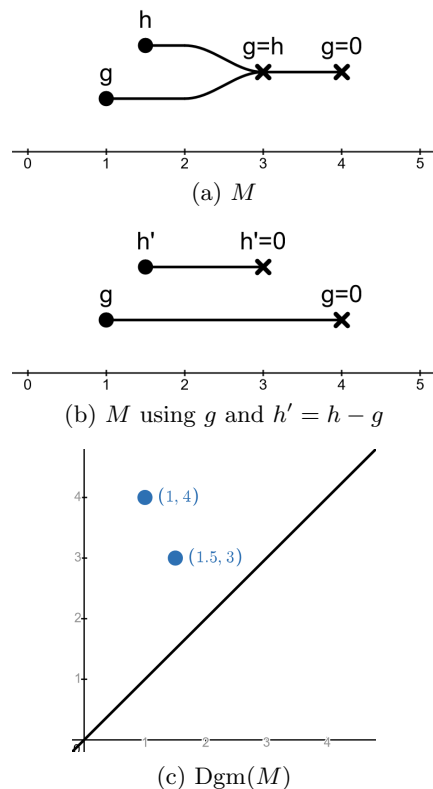 h
g=h g=0
g
0 1 2 3 4 5
(a) M
h' h'=0
g g=0
0 1 2 3 4 5
(b) M using g and h′ = h − g
4 (1, 4)
3 (1.5, 3)
2
1
0 1 2 3 4
(c) Dgm(M)